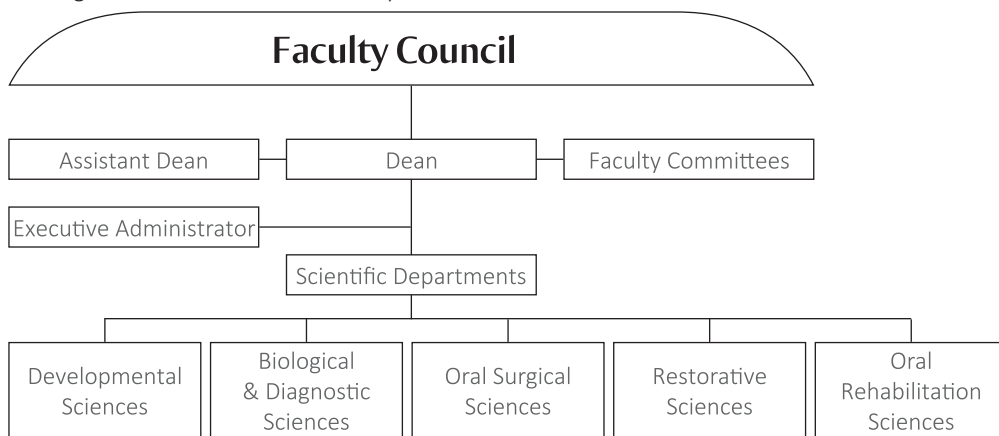 Faculty Council
Assistant Dean
Dean
Faculty Committees
Executive Administrator
Scientific Departments
Developmental
Sciences
Biological
& Diagnostic
Sciences
Oral Surgical
Sciences
Restorative
Sciences
Oral
Rehabilitation
Sciences